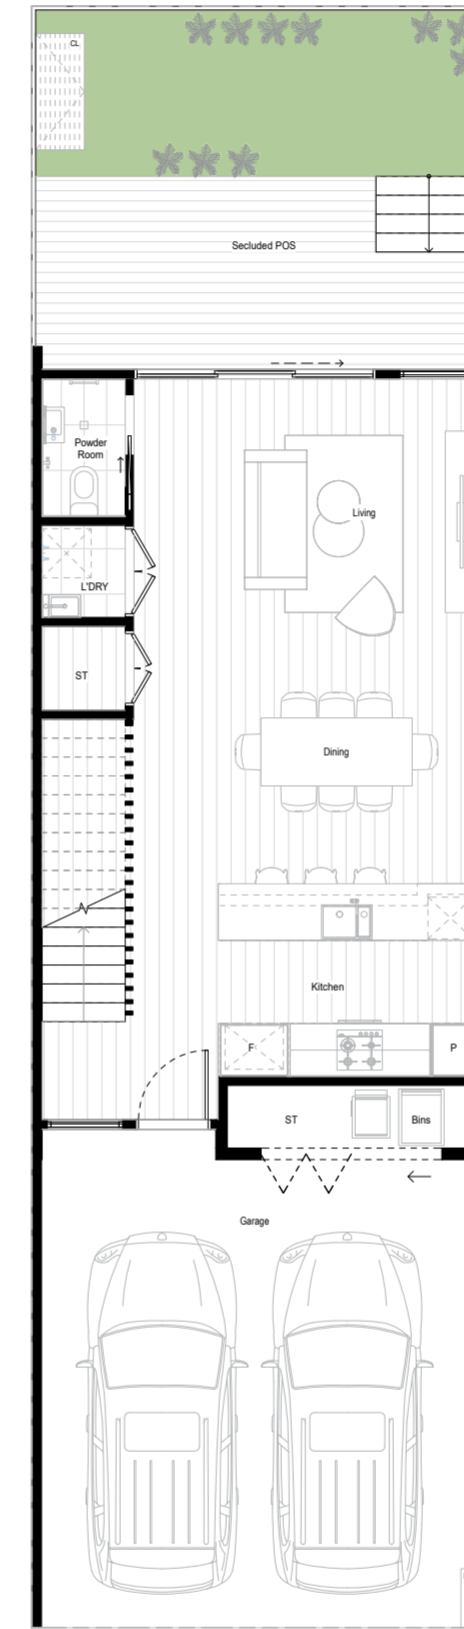 CL
Secluded POS
Powder
Room
Living
L'DRY
ST
Dining
Kitchen
F
P
ST
Bins
Garage